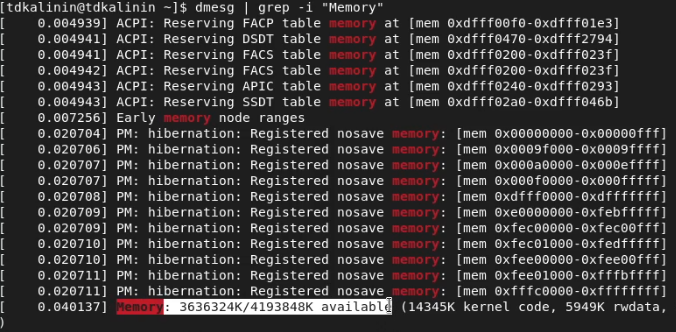 [tdkalinin@tdkalinin ~]$ dmesg | grep -i "Memory"
[    0.004939] ACPI: Reserving FACP table memory at [mem 0xdfff00f0-0xdfff01e3]
[    0.004941] ACPI: Reserving DSDT table memory at [mem 0xdfff0470-0xdfff2794]
[    0.004941] ACPI: Reserving FACS table memory at [mem 0xdfff0200-0xdfff023f]
[    0.004942] ACPI: Reserving FACS table memory at [mem 0xdfff0200-0xdfff023f]
[    0.004943] ACPI: Reserving APIC table memory at [mem 0xdfff0240-0xdfff0293]
[    0.004943] ACPI: Reserving SSDT table memory at [mem 0xdfff02a0-0xdfff046b]
[    0.007256] Early memory node ranges
[    0.020704] PM: hibernation: Registered nosave memory: [mem 0x00000000-0x00000fff]
[    0.020706] PM: hibernation: Registered nosave memory: [mem 0x0009f000-0x0009ffff]
[    0.020707] PM: hibernation: Registered nosave memory: [mem 0x000a0000-0x000effff]
[    0.020707] PM: hibernation: Registered nosave memory: [mem 0x000f0000-0x000fffff]
[    0.020708] PM: hibernation: Registered nosave memory: [mem 0xdfff0000-0xdfffffff]
[    0.020709] PM: hibernation: Registered nosave memory: [mem 0xe0000000-0xfebfffff]
[    0.020709] PM: hibernation: Registered nosave memory: [mem 0xfec00000-0xfec00fff]
[    0.020710] PM: hibernation: Registered nosave memory: [mem 0xfec01000-0xfedfffff]
[    0.020710] PM: hibernation: Registered nosave memory: [mem 0xfee00000-0xfee00fff]
[    0.020711] PM: hibernation: Registered nosave memory: [mem 0xfee01000-0xfffbffff]
[    0.020711] PM: hibernation: Registered nosave memory: [mem 0xfffc0000-0xffffffff]
[    0.040137] Memory: 3636324K/4193848K available (14345K kernel code, 5949K rwdata,
)